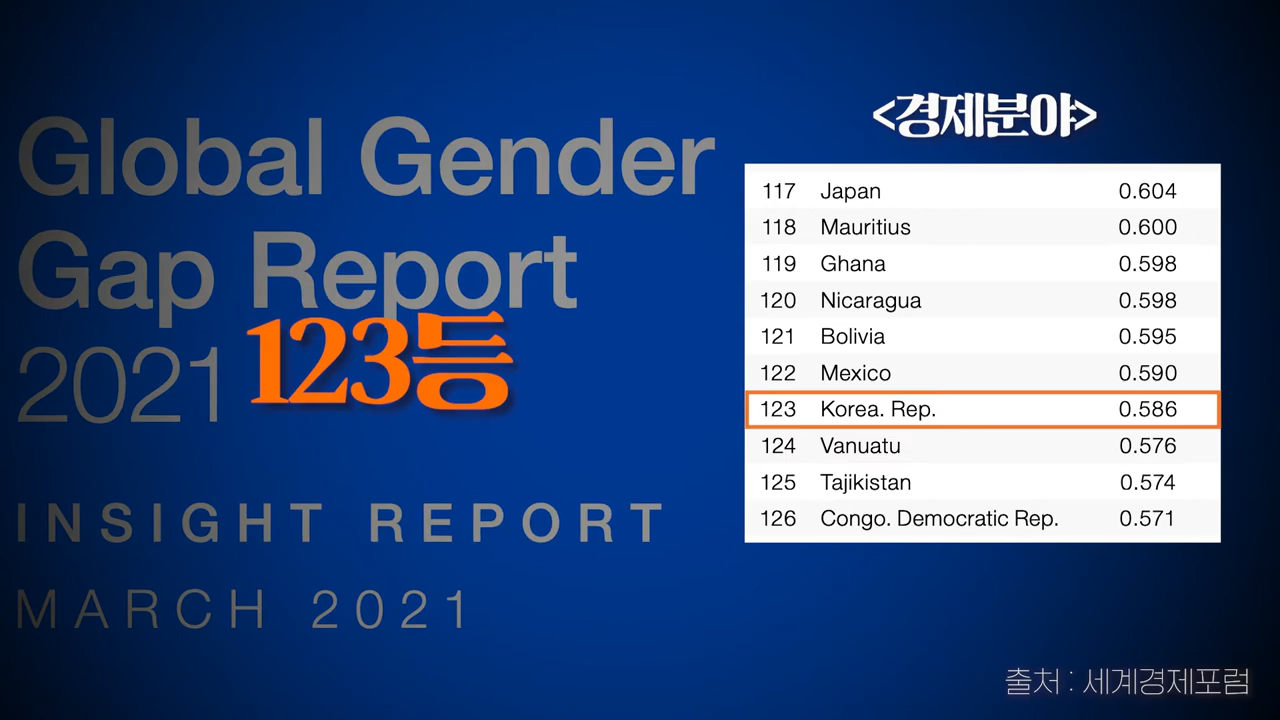 Global Gender
Gap Report
2021
123등
INSIGHT REPORT
MARCH 2021
<경제분야>
117 Japan 0.604
118 Mauritius 0.600
119 Ghana 0.598
120 Nicaragua 0.598
121 Bolivia 0.595
122 Mexico 0.590
123 Korea. Rep. 0.586
124 Vanuatu 0.576
125 Tajikistan 0.574
126 Congo. Democratic Rep. 0.571
출처 : 세계경제포럼